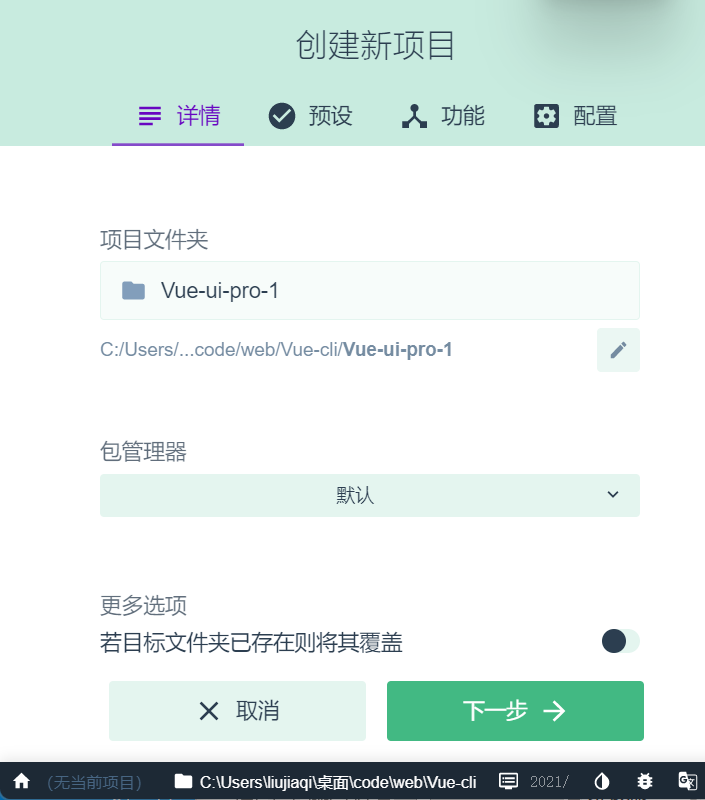 创建新项目
详情 预设 功能 配置
项目文件夹
Vue-ui-pro-1
C:/Users/...code/web/Vue-cli/Vue-ui-pro-1
包管理器
默认
更多选项
若目标文件夹已存在则将其覆盖
取消 下一步
(无当前项目) C:\Users\liujiaqi\桌面\code\web\Vue-cli 2021/